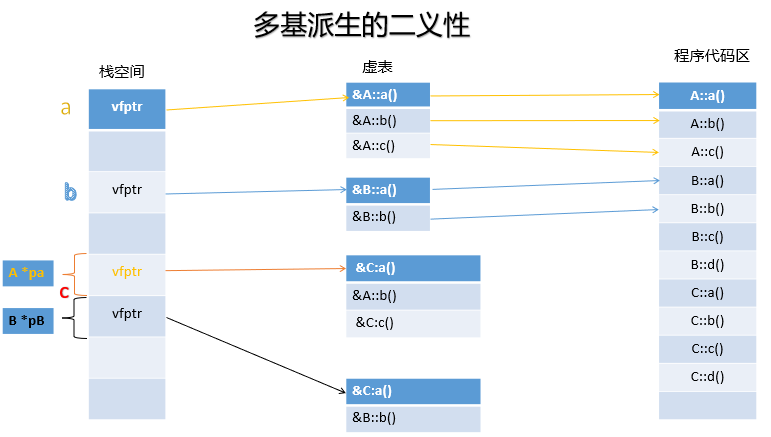 多基派生的二义性
栈空间
虚表
程序代码区
a
vfptr
&A::a()
&A::b()
&A::c()
A::a()
A::b()
A::c()
B::a()
B::b()
B::c()
B::d()
C::a()
C::b()
C::c()
C::d()
b
vfptr
&B::a()
&B::b()
A *pa
c
B *pB
vfptr
vfptr
&C:a()
&A::b()
&C:c()
&C:a()
&B::b()